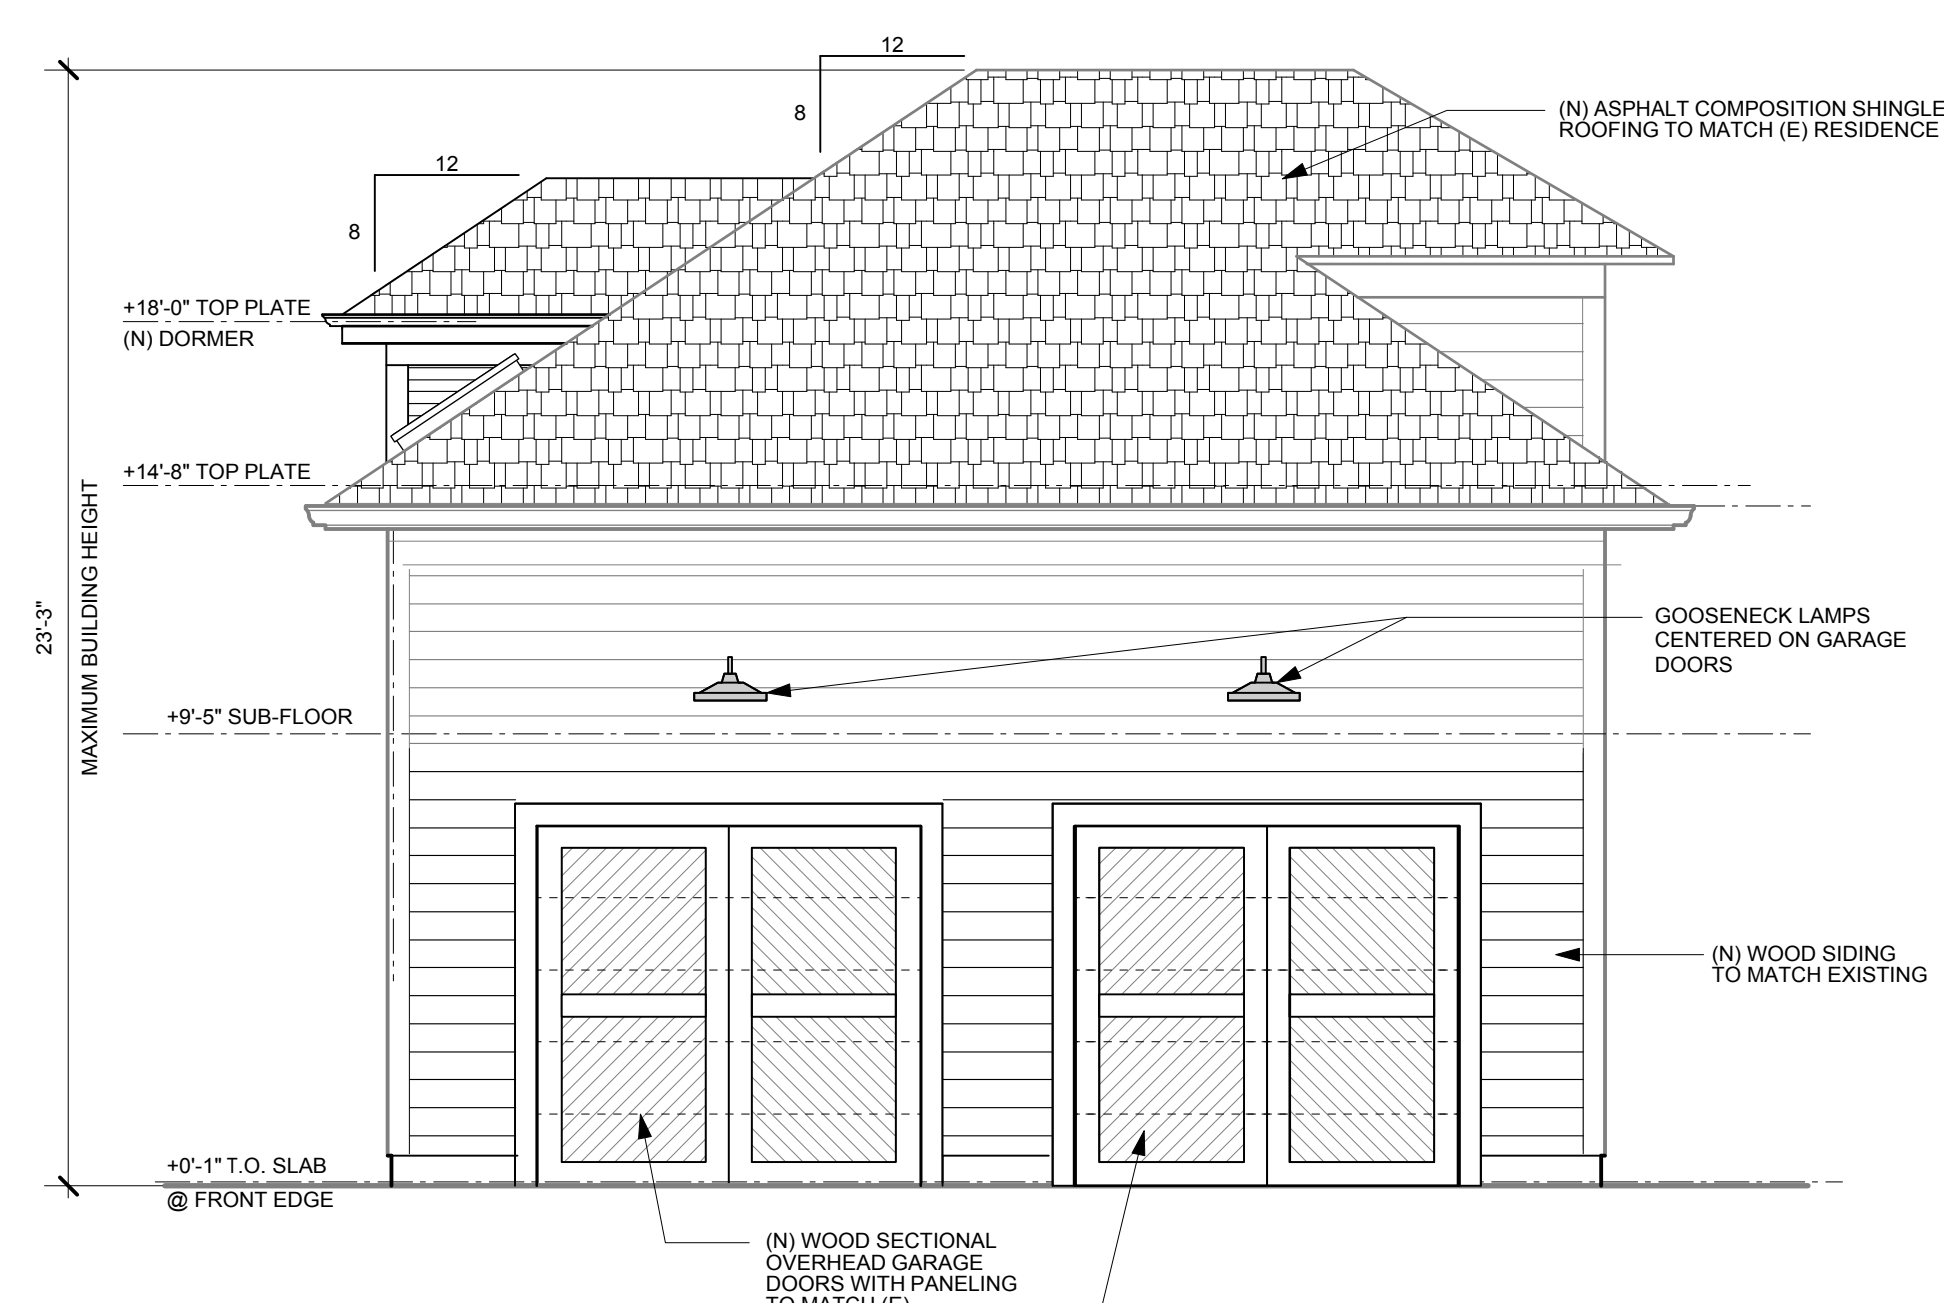 12
8
12
8
(N) ASPHALT COMPOSITION SHINGLE
ROOFING TO MATCH (E) RESIDENCE
+18'-0" TOP PLATE
(N) DORMER
+14'-8" TOP PLATE
MAXIMUM BUILDING HEIGHT
23'-3"
GOOSENECK LAMPS
CENTERED ON GARAGE
DOORS
+9'-5" SUB-FLOOR
(N) WOOD SIDING
TO MATCH EXISTING
+0'-1" T.O. SLAB
@ FRONT EDGE
(N) WOOD SECTIONAL
OVERHEAD GARAGE
DOORS WITH PANELING
TO MATCH (E)